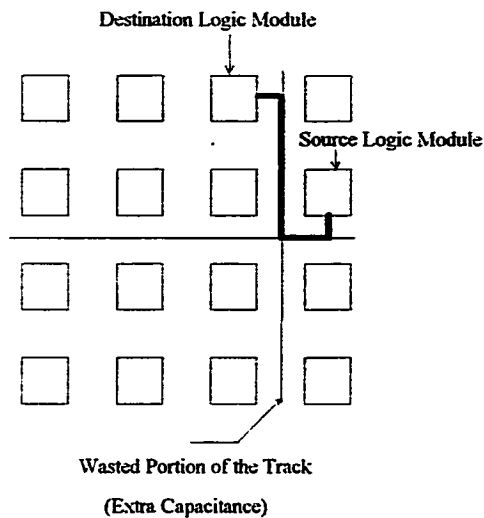 Destination Logic Module
Source Logic Module
Wasted Portion of the Track
(Extra Capacitance)